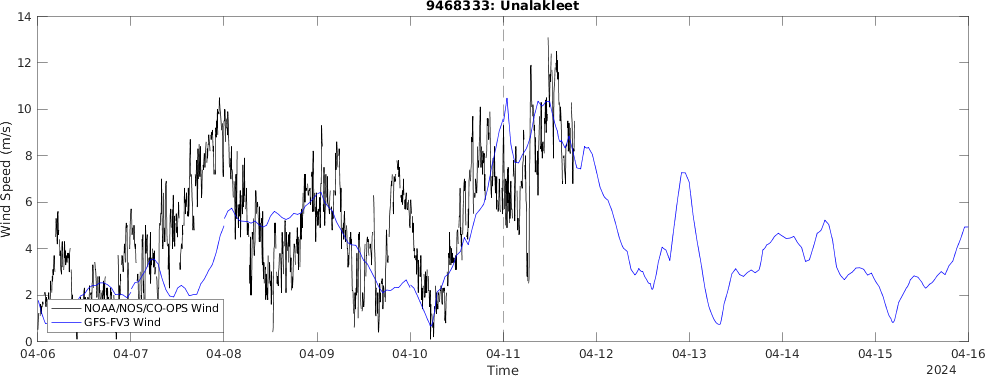 9468333: Unalakleet
Wind Speed (m/s)
14
12
10
8
6
4
2
0
NOAA/NOS/CO-OPS Wind
GFS-FV3 Wind
04-06 04-07 04-08 04-09 04-10 04-11 04-12 04-13 04-14 04-15 04-16
Time
2024